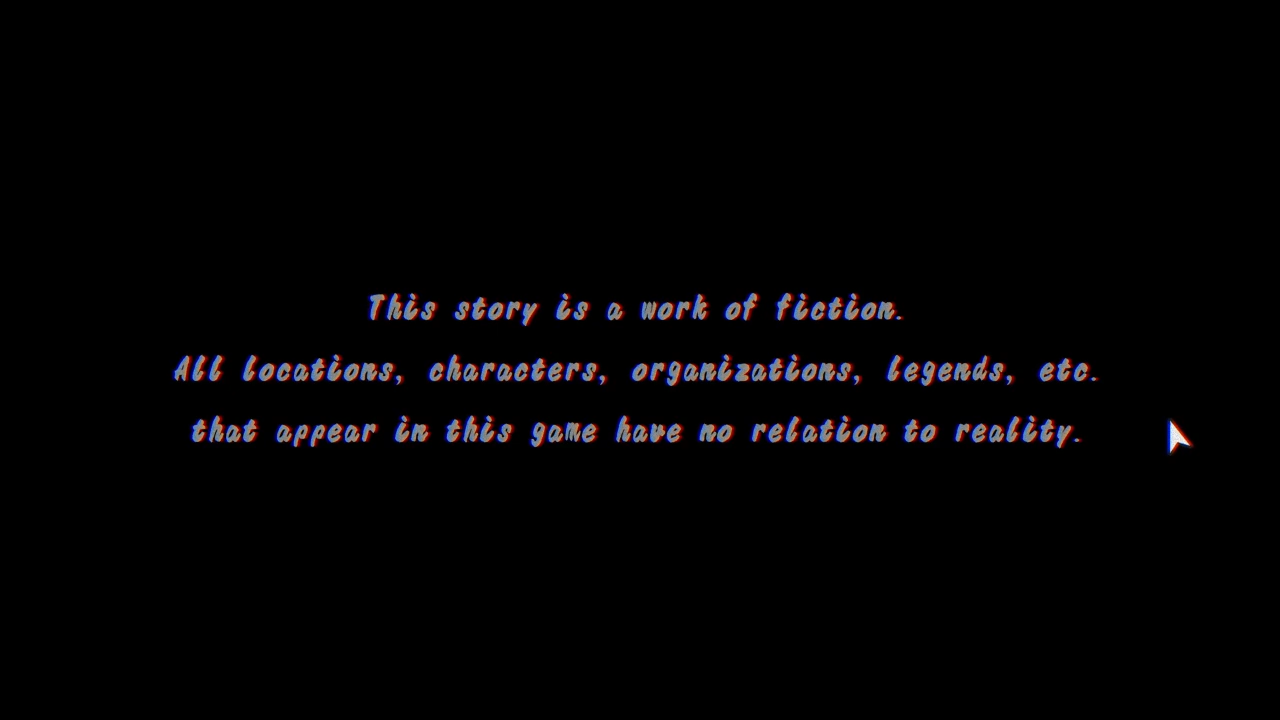 This story is a work of fiction.
All locations, characters, organizations, legends, etc.
that appear in this game have no relation to reality.